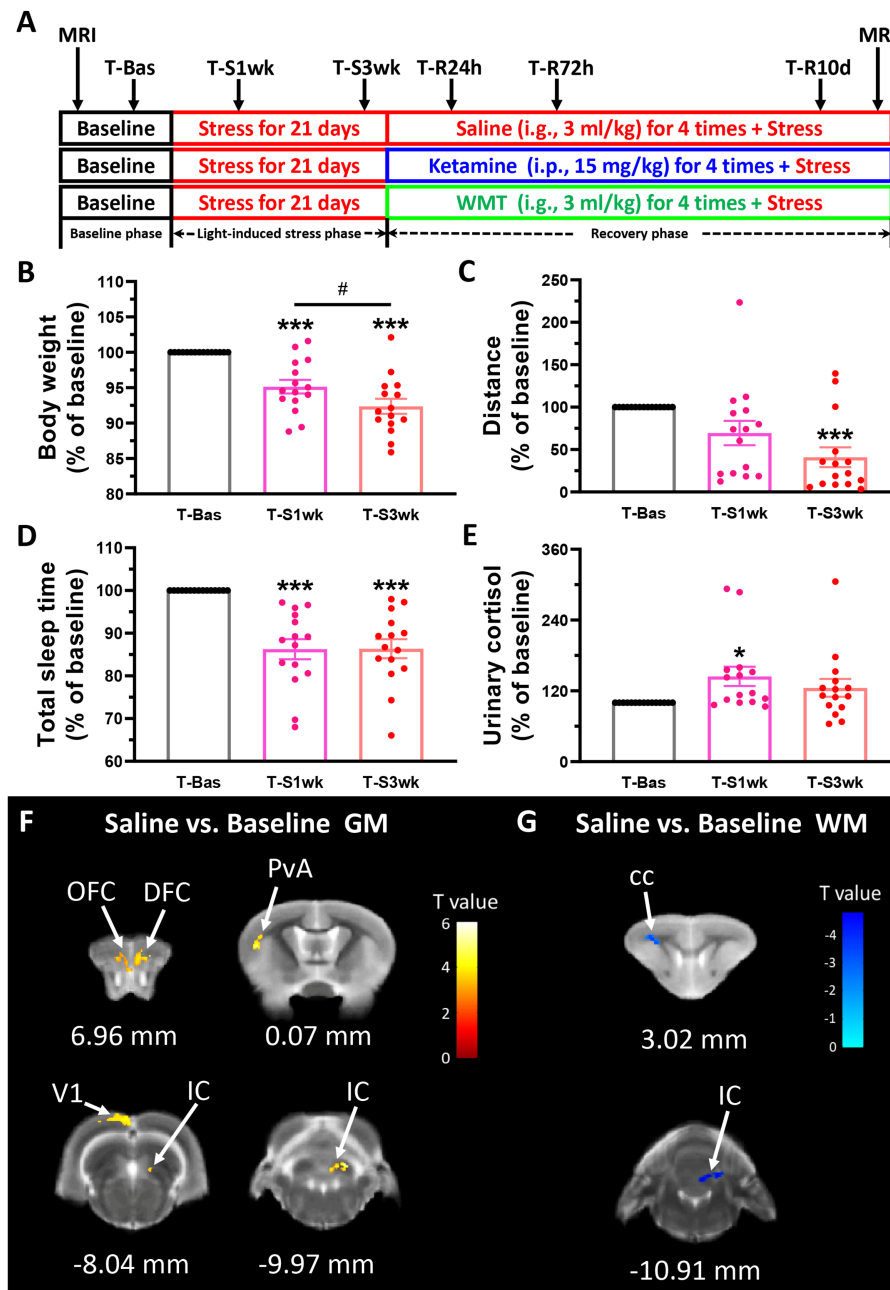 A
MRI
MR
T-Bas
T-S1wk
T-S3wk
T-R24h
T-R72h
T-R10d
Baseline
Stress for 21 days
Saline (i.g., 3 ml/kg) for 4 times + Stress
Baseline
Stress for 21 days
Ketamine (i.p., 15 mg/kg) for 4 times + Stress
Baseline
Stress for 21 days
WMT (i.g., 3 ml/kg) for 4 times + Stress
Baseline phase
Light-induced stress phase
Recovery phase
B
Body weight
(% of baseline)
110
105
100
95
90
85
80
#
***
***
T-Bas
T-S1wk
T-S3wk
C
Distance
(% of baseline)
250
200
150
100
50
0
***
T-Bas
T-S1wk
T-S3wk
D
Total sleep time
(% of baseline)
110
100
90
80
70
60
***
***
T-Bas
T-S1wk
T-S3wk
E
Urinary cortisol
(% of baseline)
360
240
120
0
*
T-Bas
T-S1wk
T-S3wk
F
Saline vs. Baseline GM
OFC
DFC
PvA
6.96 mm
0.07 mm
T value
6
4
2
0
V1
IC
IC
-8.04 mm
-9.97 mm
G
Saline vs. Baseline WM
cc
3.02 mm
T value
-4
-3
-2
-1
0
IC
-10.91 mm